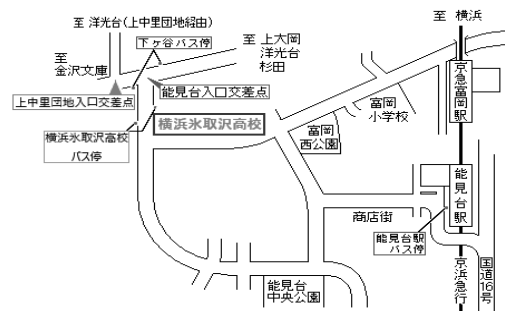 至 洋光台(上中里団地経由)
至 横浜
下ヶ谷バス停
至 上大岡
洋光台
杉田
至
金沢文庫
京急富岡駅
能見台入口交差点
上中里団地入口交差点
富岡
小学校
横浜氷取沢高校
横浜氷取沢高校
バス停
富岡
西公園
能見台駅
商店街
能見台駅
バス停
京浜急行
国道16号
能見台
中央公園